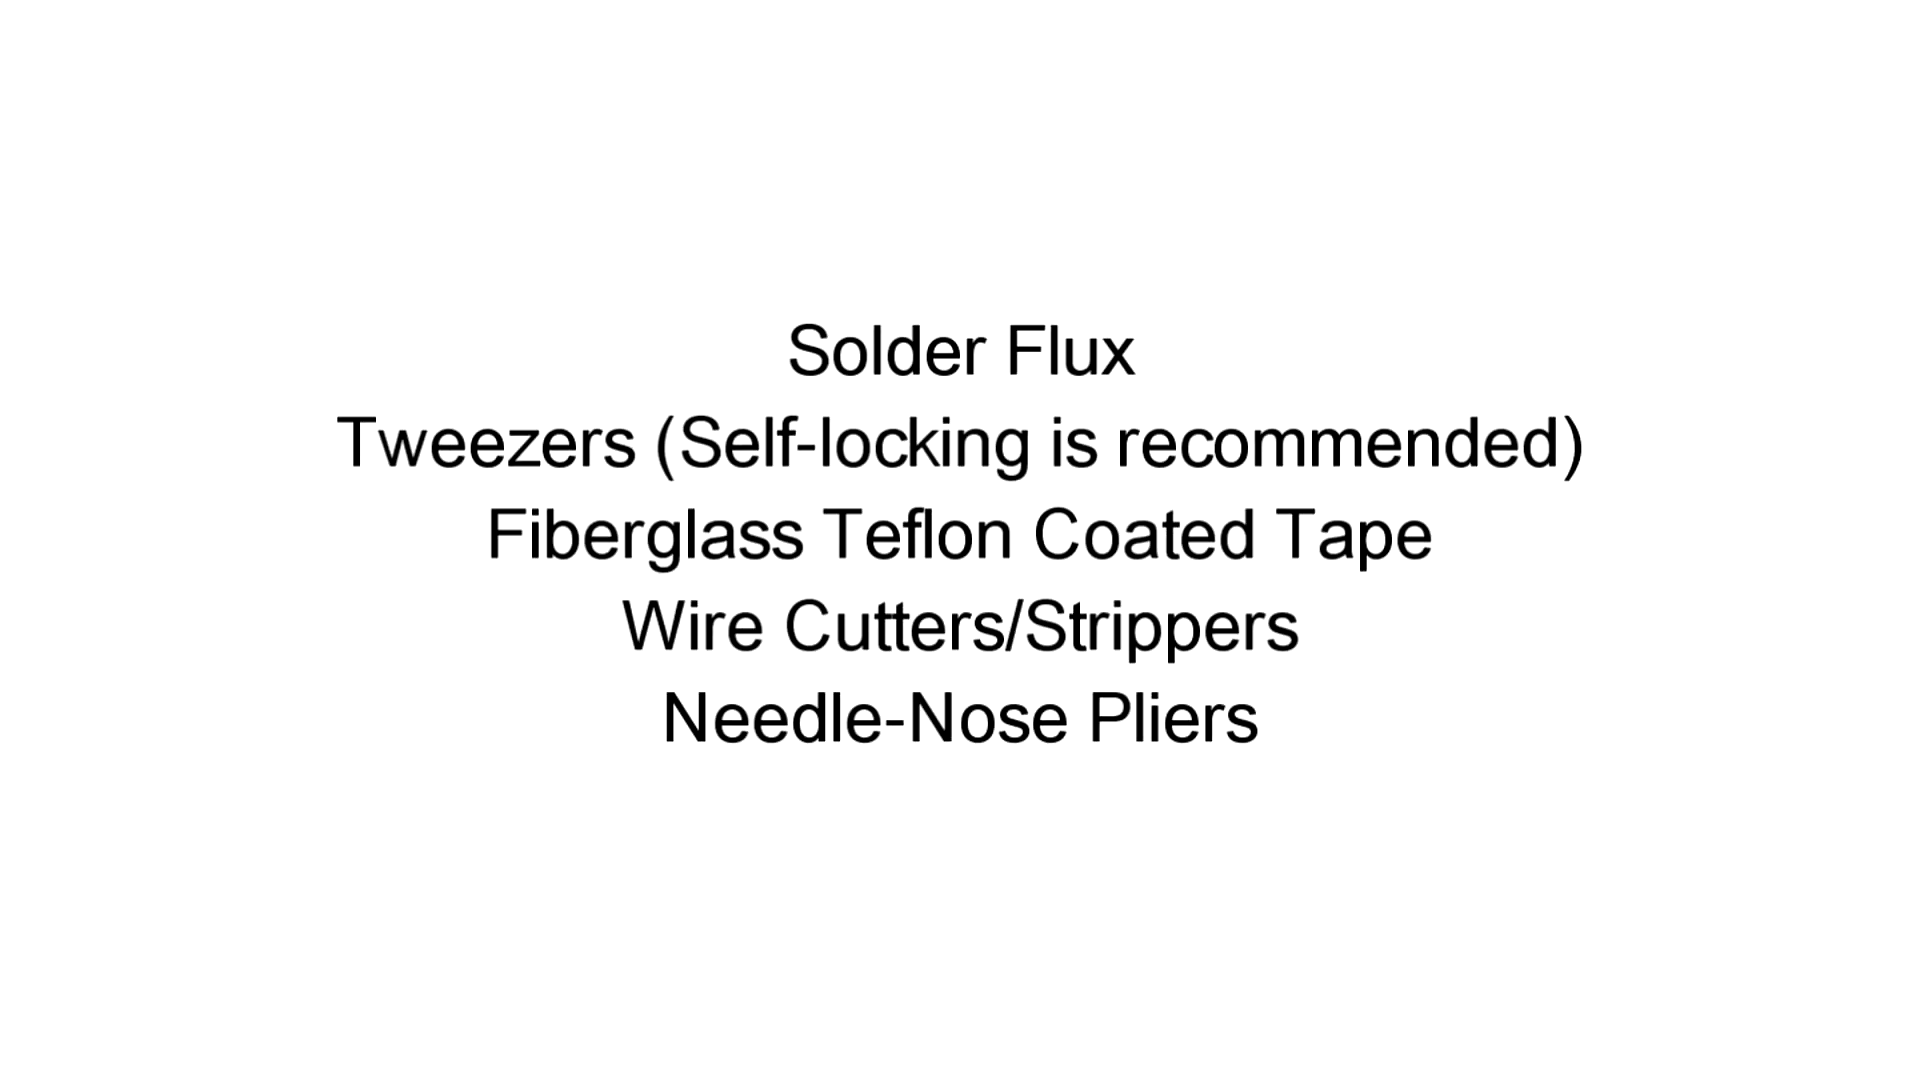 Solder Flux
Tweezers (Self-locking is recommended)
Fiberglass Teflon Coated Tape
Wire Cutters/Strippers
Needle-Nose Pliers